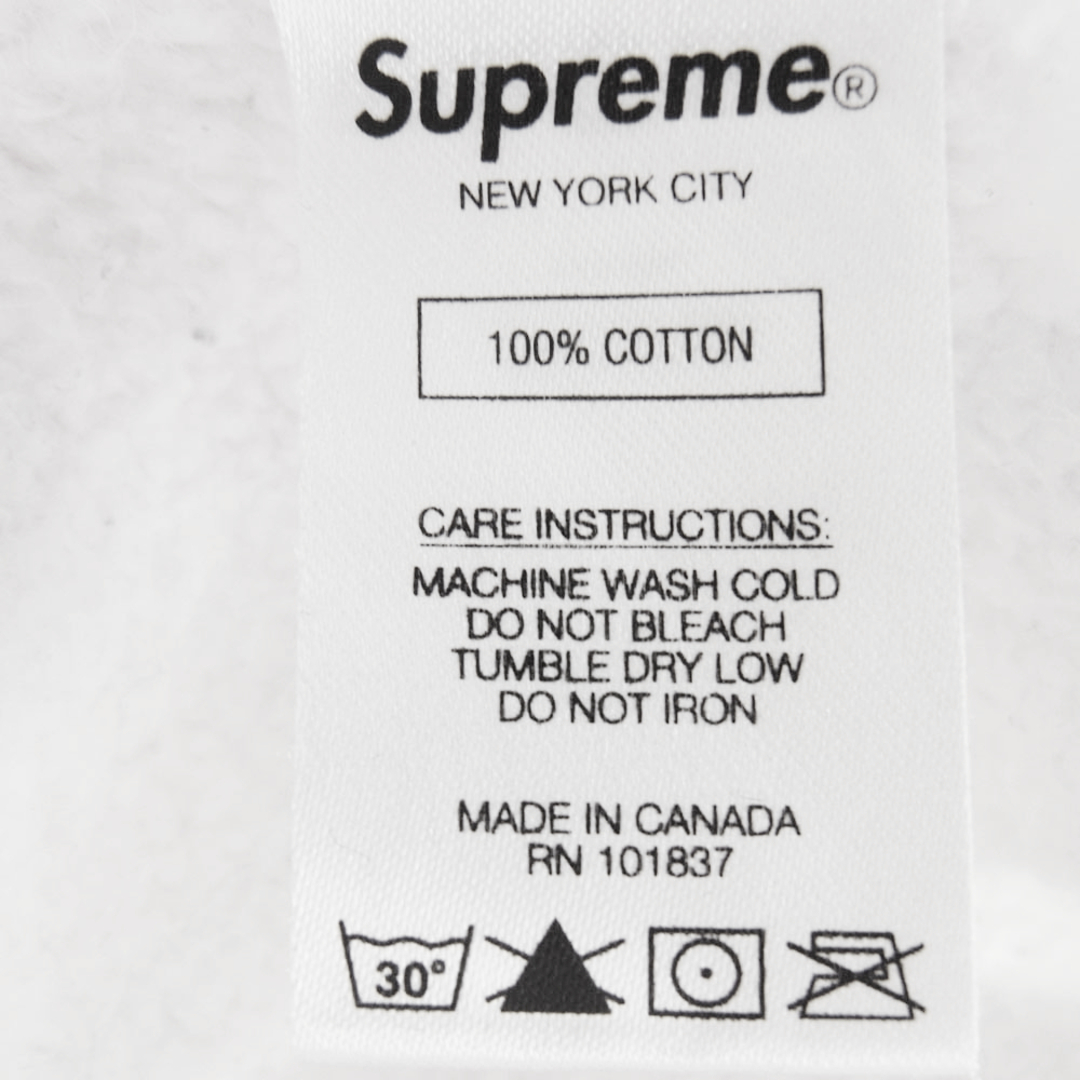 Supreme®
NEW YORK CITY
100% COTTON
CARE INSTRUCTIONS:
MACHINE WASH COLD
DO NOT BLEACH
TUMBLE DRY LOW
DO NOT IRON
MADE IN CANADA
RN 101837
30°